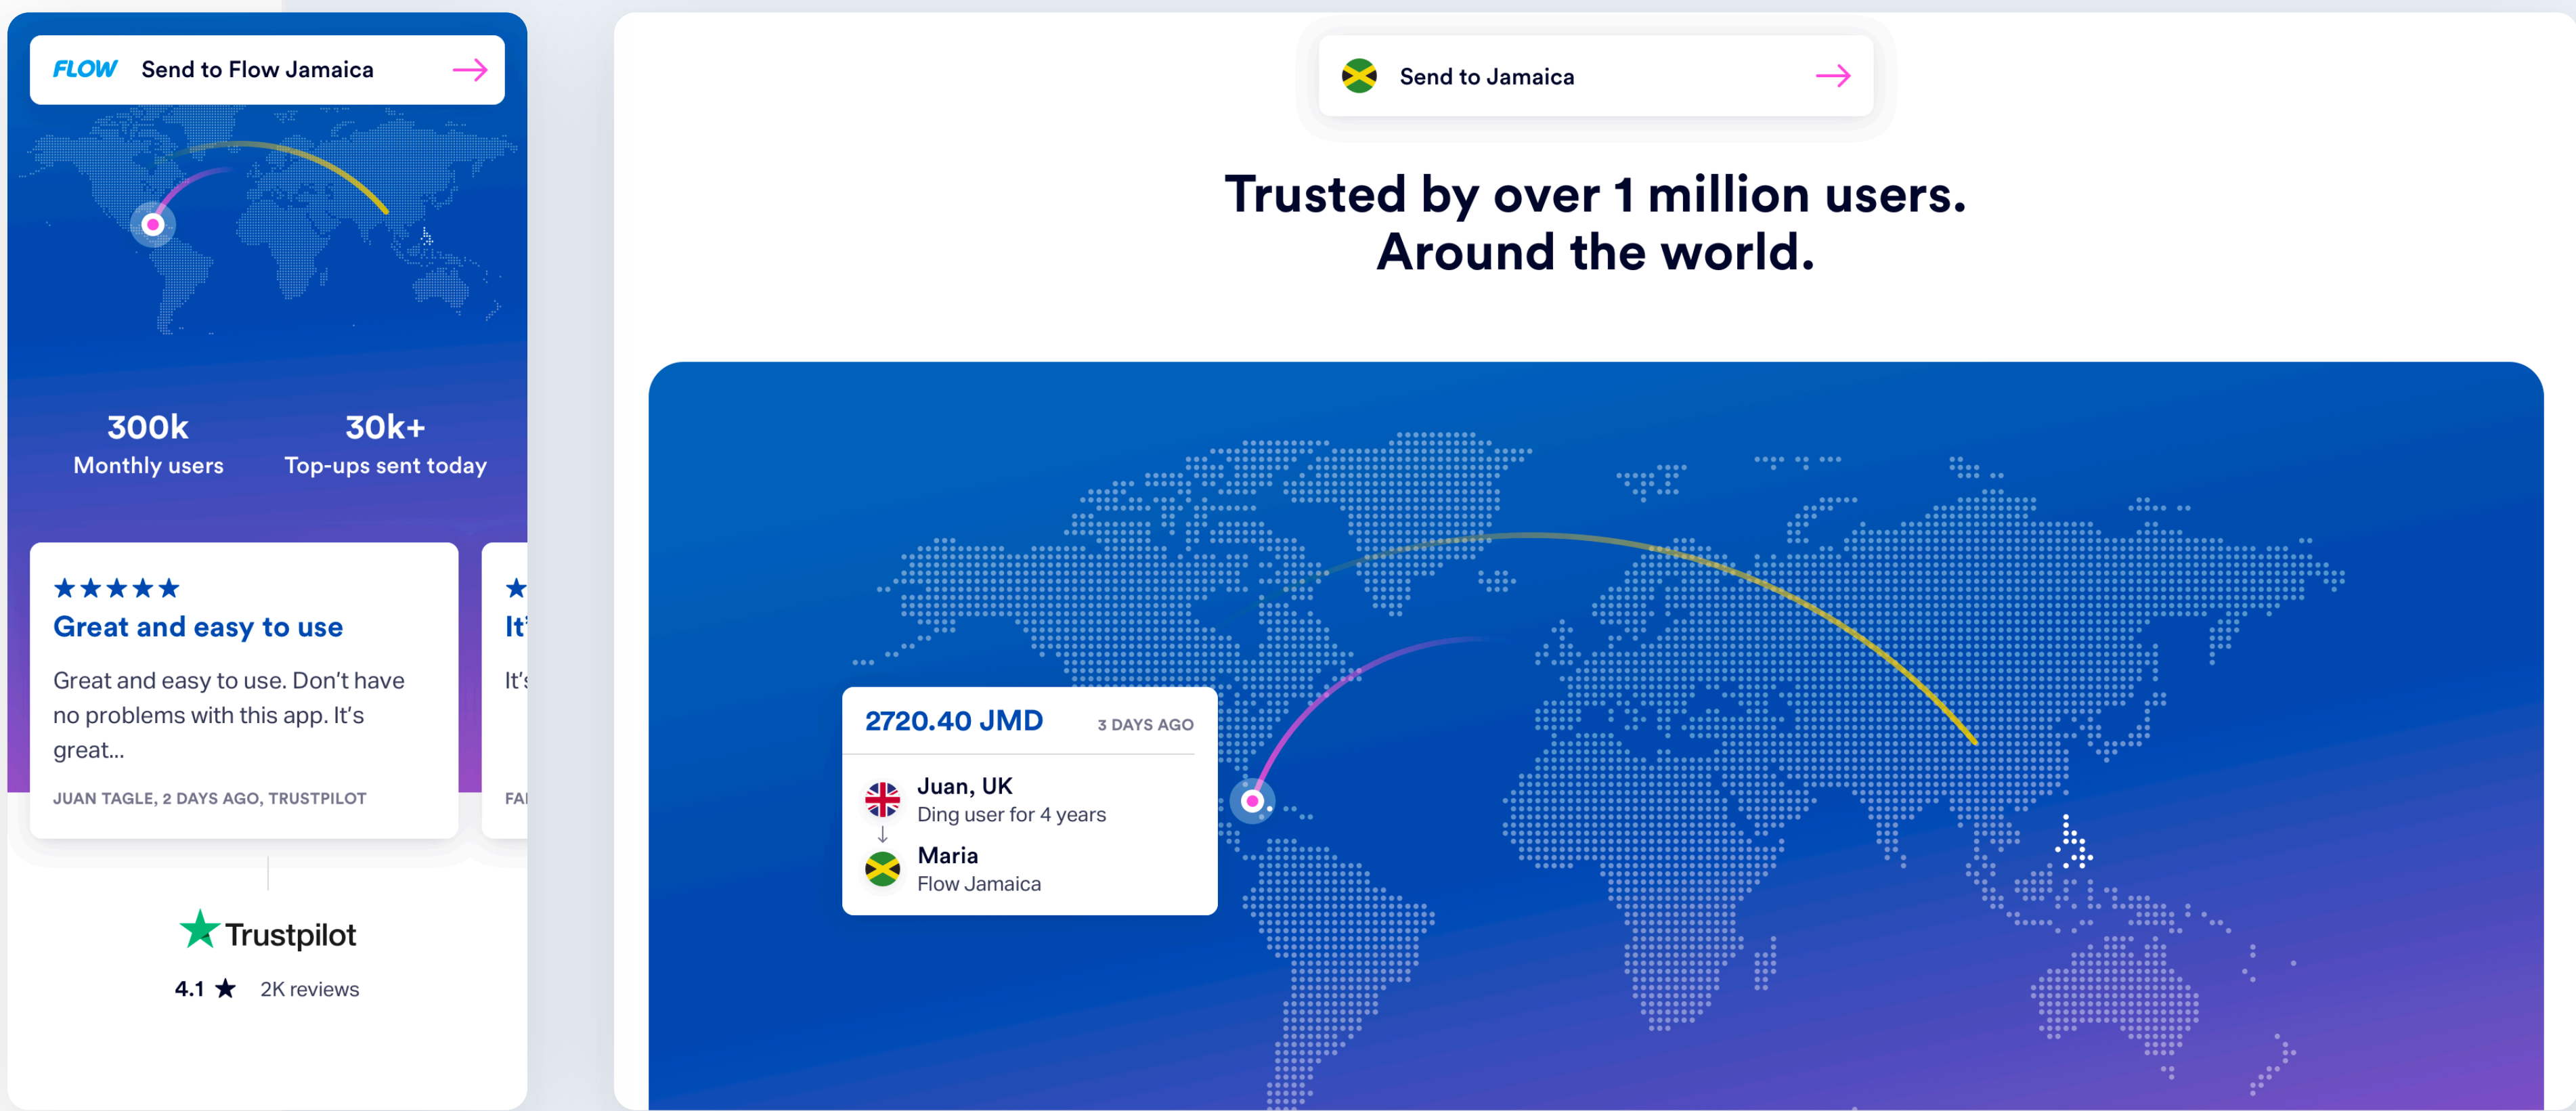 FLOW Send to Flow Jamaica
300k
Monthly users
30k+
Top-ups sent today
Great and easy to use
Great and easy to use. Don't have
no problems with this app. It's
great...
JUAN TAGLE, 2 DAYS AGO, TRUSTPILOT
It'
It's
FAI
Trustpilot
4.1 ★ 2K reviews
Send to Jamaica
Trusted by over 1 million users.
Around the world.
2720.40 JMD 3 DAYS AGO
Juan, UK
Ding user for 4 years
Maria
Flow Jamaica